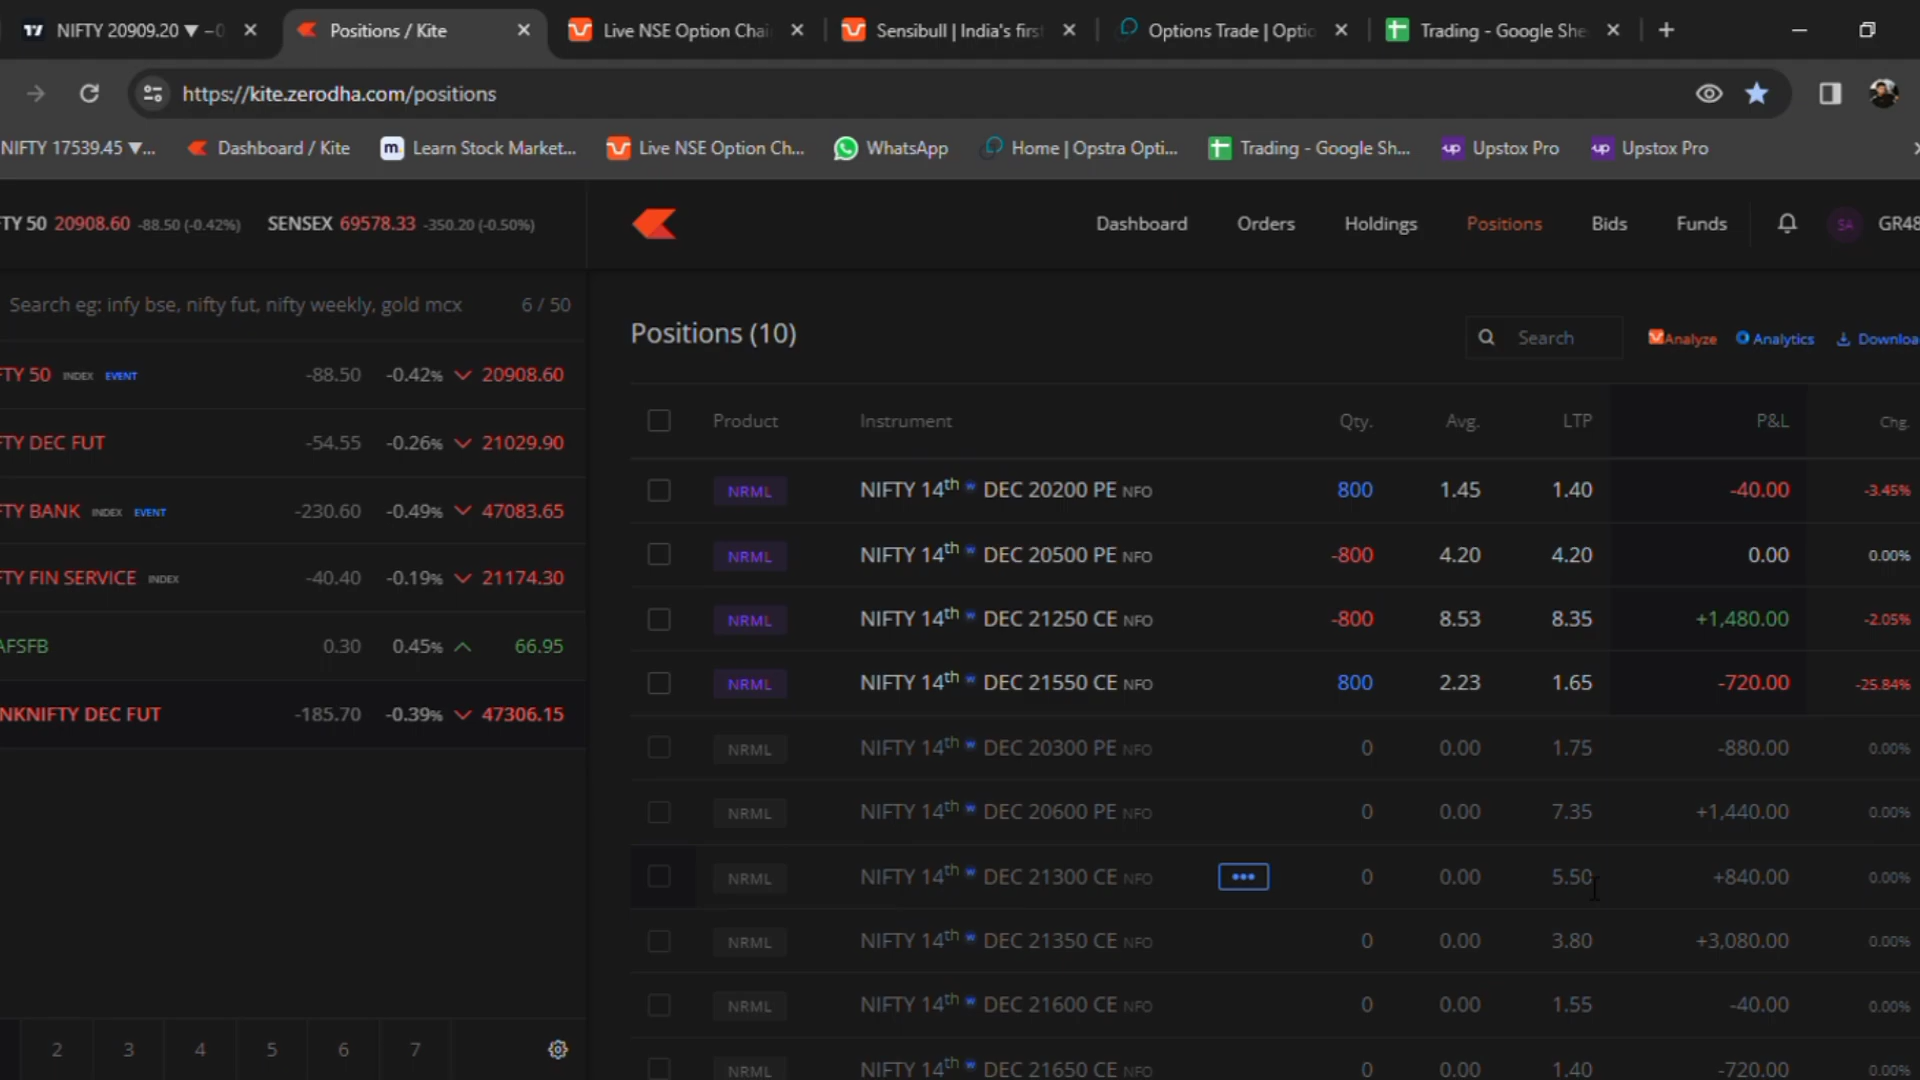 NIFTY 20909.20 ▼ −0
Positions / Kite
Live NSE Option Chai
Sensibull | India's firs
Options Trade | Optio
Trading - Google She
https://kite.zerodha.com/positions
NIFTY 17539.45 ▼...
Dashboard / Kite
m Learn Stock Market...
Live NSE Option Ch...
WhatsApp
Home | Opstra Opti...
Trading - Google Sh...
up Upstox Pro
up Upstox Pro
TY 50 20908.60 -88.50 (-0.42%) SENSEX 69578.33 -350.20 (-0.50%)
Dashboard Orders Holdings Positions Bids Funds SA GR48
Search eg: infy bse, nifty fut, nifty weekly, gold mcx 6 / 50
TY 50 INDEX EVENT -88.50 -0.42% 20908.60
TY DEC FUT -54.55 -0.26% 21029.90
TY BANK INDEX EVENT -230.60 -0.49% 47083.65
TY FIN SERVICE INDEX -40.40 -0.19% 21174.30
AFSFB 0.30 0.45% 66.95
NKNIFTY DEC FUT -185.70 -0.39% 47306.15
2 3 4 5 6 7
Positions (10) Search Analyze Analytics Downloa
Product Instrument Qty. Avg. LTP P&L Chg.
NRML NIFTY 14th w DEC 20200 PE NFO 800 1.45 1.40 -40.00 -3.45%
NRML NIFTY 14th w DEC 20500 PE NFO -800 4.20 4.20 0.00 0.00%
NRML NIFTY 14th w DEC 21250 CE NFO -800 8.53 8.35 +1,480.00 -2.05%
NRML NIFTY 14th w DEC 21550 CE NFO 800 2.23 1.65 -720.00 -25.84%
NRML NIFTY 14th w DEC 20300 PE NFO 0 0.00 1.75 -880.00 0.00%
NRML NIFTY 14th w DEC 20600 PE NFO 0 0.00 7.35 +1,440.00 0.00%
NRML NIFTY 14th w DEC 21300 CE NFO ••• 0 0.00 5.50 +840.00 0.00%
NRML NIFTY 14th w DEC 21350 CE NFO 0 0.00 3.80 +3,080.00 0.00%
NRML NIFTY 14th w DEC 21600 CE NFO 0 0.00 1.55 -40.00 0.00%
NRML NIFTY 14th w DEC 21650 CE NFO 0 0.00 1.40 -720.00 0.00%